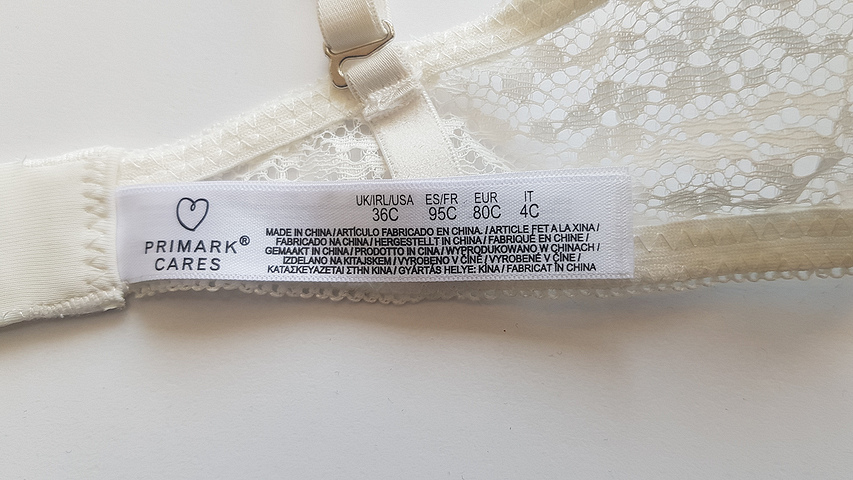 PRIMARK®
CARES
UK/IRL/USA ES/FR EUR IT
36C 95C 80C 4C
MADE IN CHINA / ARTÍCULO FABRICADO EN CHINA. / ARTICLE FET A LA XINA /
FABRICADO NA CHINA / HERGESTELLT IN CHINA / FABRIQUÉ EN CHINE /
GEMAAKT IN CHINA / PRODOTTO IN CINA / WYPRODUKOWANO W CHINACH /
IZDELANO NA KITAJSKEM / VYROBENO V ČÍNĚ / VYROBENÉ V ČÍNE /
ΚΑΤΑΣΚΕΥΑΖΕΤΑΙ ΣΤΗΝ ΚΙΝΑ / GYÁRTÁS HELYE: KÍNA / FABRICAT ÎN CHINA